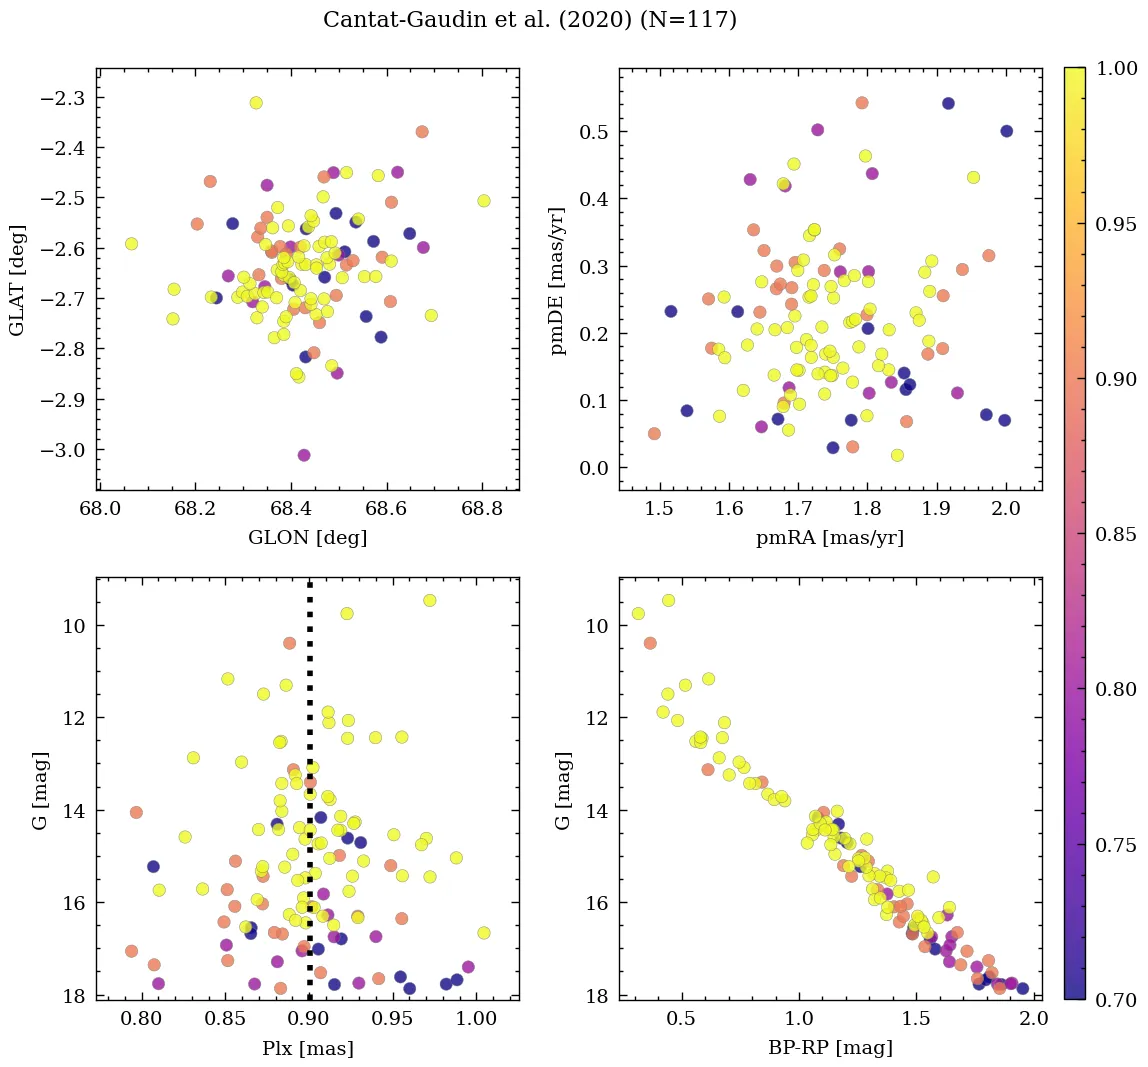 Cantat-Gaudin et al. (2020) (N=117)
−2.3
−2.4
−2.5
−2.6
−2.7
−2.8
−2.9
−3.0
GLAT [deg]
68.0 68.2 68.4 68.6 68.8
GLON [deg]
0.5
0.4
0.3
0.2
0.1
0.0
pmDE [mas/yr]
1.5 1.6 1.7 1.8 1.9 2.0
pmRA [mas/yr]
10
12
14
16
18
G [mag]
0.80 0.85 0.90 0.95 1.00
Plx [mas]
10
12
14
16
18
G [mag]
0.5 1.0 1.5 2.0
BP-RP [mag]
1.00
0.95
0.90
0.85
0.80
0.75
0.70